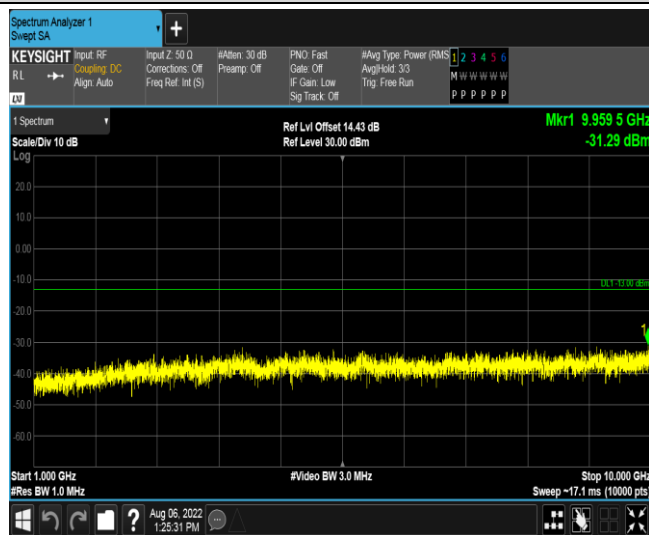 Spectrum Analyzer 1
Swept SA
+
KEYSIGHT
RL
LXI
Input: RF
Coupling: DC
Align: Auto
Input Z: 50 Ω
Corrections: Off
Freq Ref: Int (S)
#Atten: 30 dB
Preamp: Off
PNO: Fast
Gate: Off
IF Gain: Low
Sig Track: Off
#Avg Type: Power (RMS
Avg|Hold: 3/3
Trig: Free Run
1 2 3 4 5 6
M W W W W W
P P P P P P
1 Spectrum
Scale/Div 10 dB
Log
Ref Lvl Offset 14.43 dB
Ref Level 30.00 dBm
Mkr1 9.959 5 GHz
-31.29 dBm
20.0
10.0
0.00
-10.0
DL1 -13.00 dBm
-20.0
1
-30.0
-40.0
-50.0
-60.0
Start 1.000 GHz
#Res BW 1.0 MHz
#Video BW 3.0 MHz
Stop 10.000 GHz
Sweep ~17.1 ms (10000 pts)
?
Aug 06, 2022
1:25:31 PM